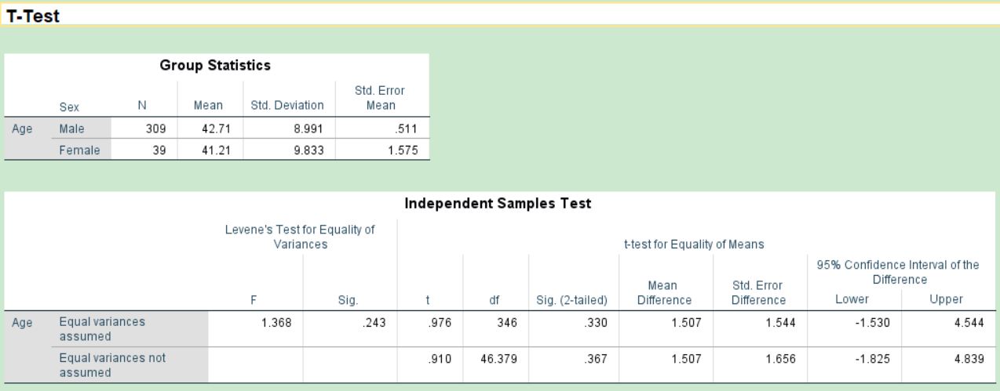 T-Test
Group Statistics
Sex N Mean Std. Deviation Std. Error Mean
Age Male 309 42.71 8.991 .511
Female 39 41.21 9.833 1.575
Independent Samples Test
Levene's Test for Equality of Variances t-test for Equality of Means
F Sig. t df Sig. (2-tailed) Mean Difference Std. Error Difference 95% Confidence Interval of the Difference
Lower Upper
Age Equal variances assumed 1.368 .243 .976 346 .330 1.507 1.544 -1.530 4.544
Equal variances not assumed .910 46.379 .367 1.507 1.656 -1.825 4.839